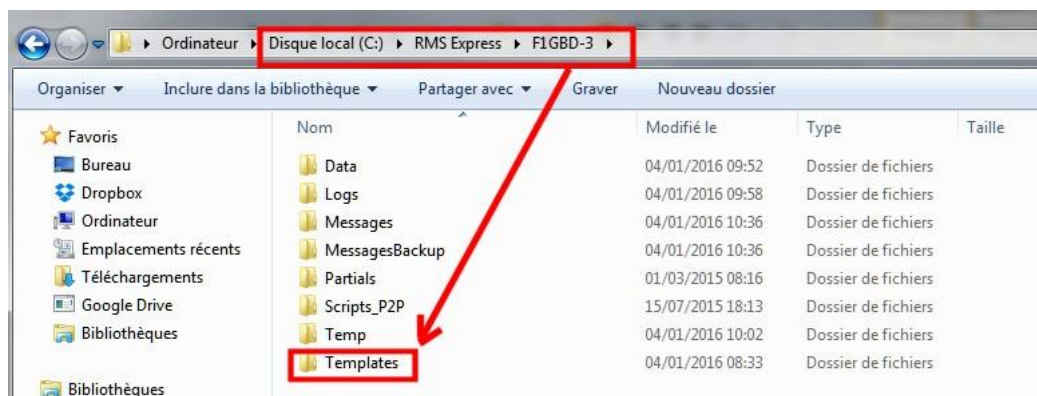 Ordinateur ▸ Disque local (C:) ▸ RMS Express ▸ F1GBD-3 ▸
Organiser ▾ Inclure dans la bibliothèque ▾ Partager avec ▾ Graver Nouveau dossier
Favoris
Bureau
Dropbox
Ordinateur
Emplacements récents
Téléchargements
Google Drive
Bibliothèques
Bibliothèques
Nom Modifié le Type Taille
Data 04/01/2016 09:52 Dossier de fichiers
Logs 04/01/2016 09:58 Dossier de fichiers
Messages 04/01/2016 10:36 Dossier de fichiers
MessagesBackup 04/01/2016 10:36 Dossier de fichiers
Partials 01/03/2015 08:16 Dossier de fichiers
Scripts_P2P 15/07/2015 18:13 Dossier de fichiers
Temp 04/01/2016 10:02 Dossier de fichiers
Templates 04/01/2016 08:33 Dossier de fichiers